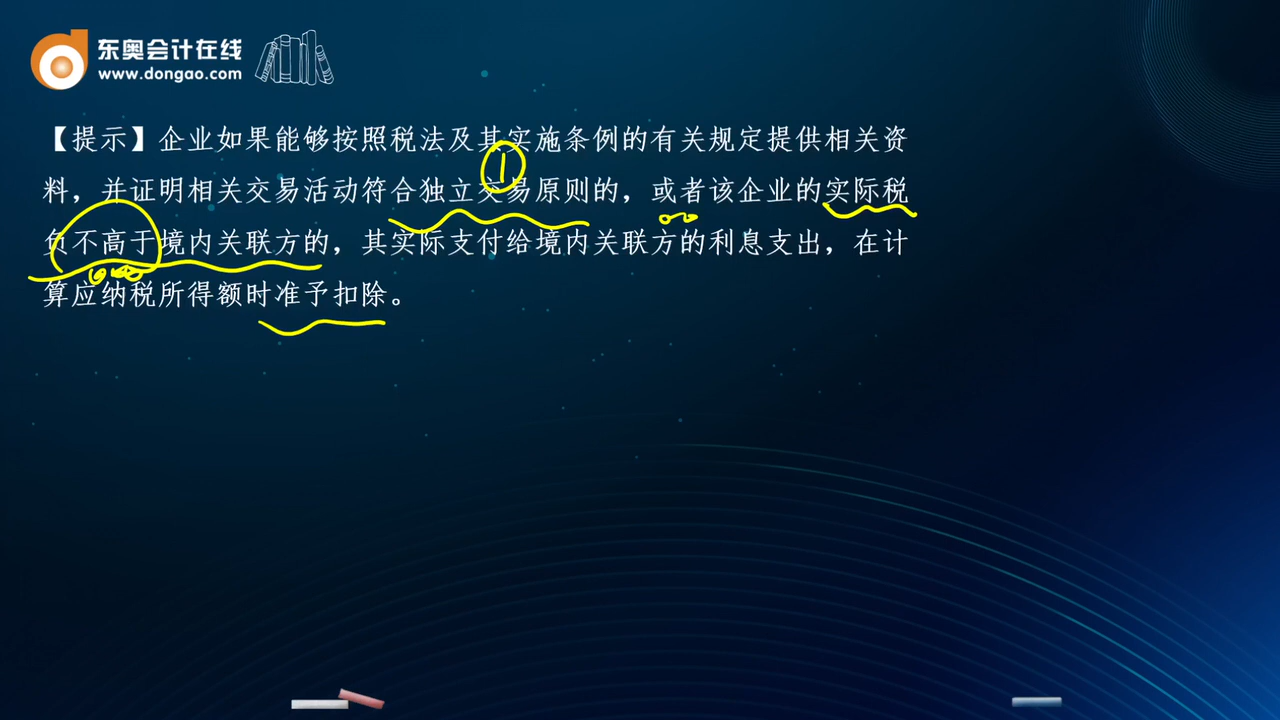 东奥会计在线
www.dongao.com
【提示】企业如果能够按照税法及其实施条例的有关规定提供相关资
①
料，并证明相关交易活动符合独立交易原则的，或者该企业的实际税
负不高于境内关联方的，其实际支付给境内关联方的利息支出，在计
算应纳税所得额时准予扣除。